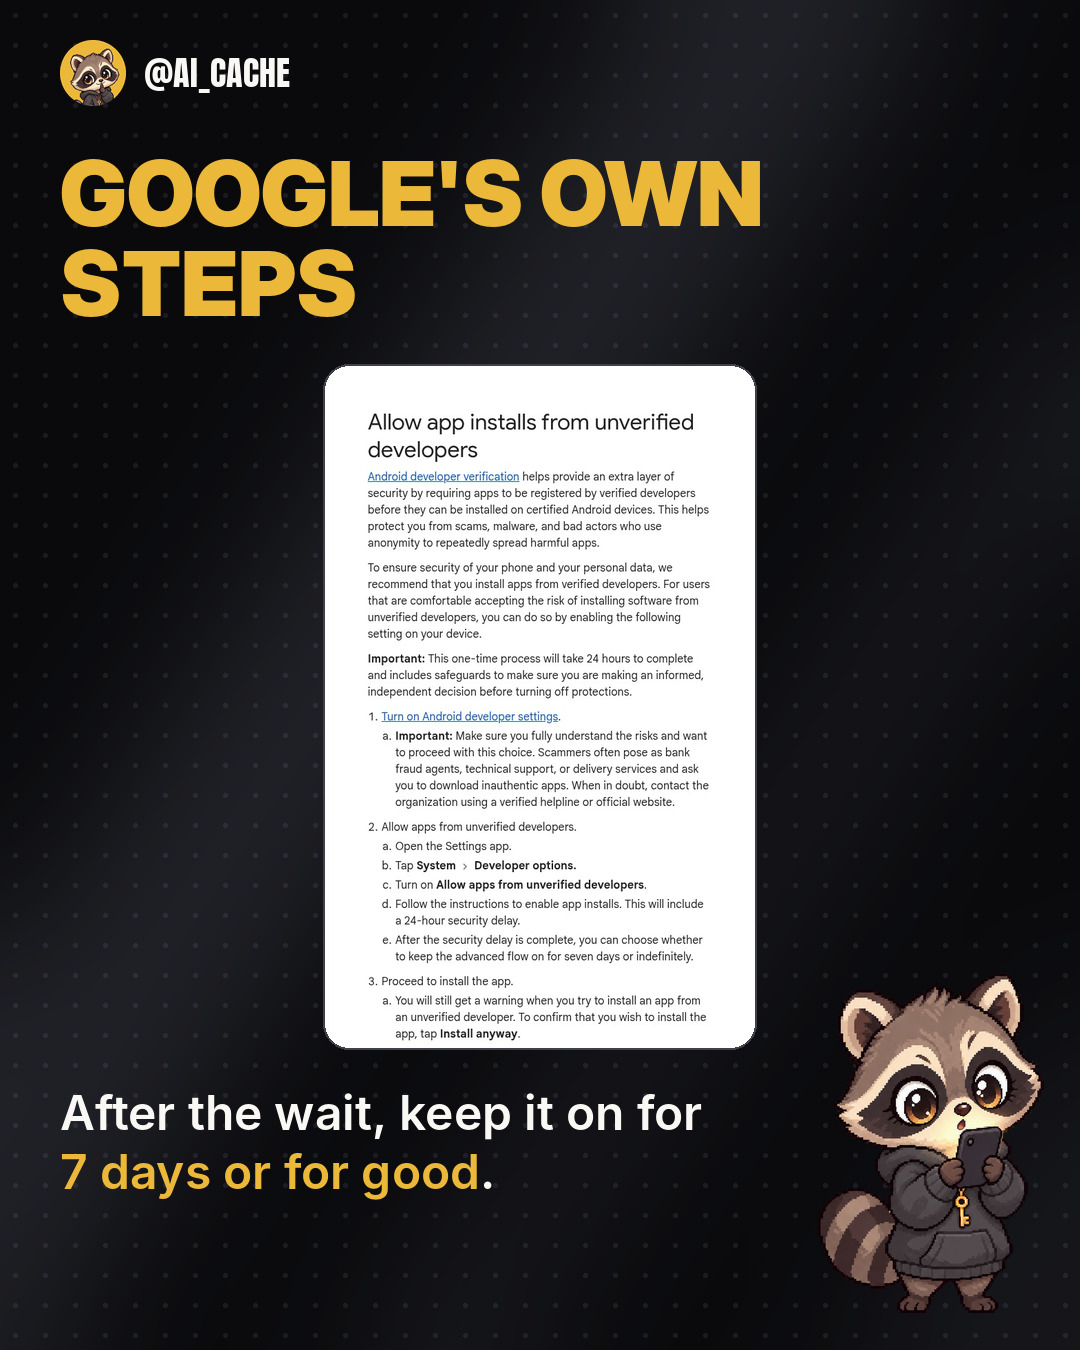 @AI_CACHE
GOOGLE'S OWN
STEPS
Allow app installs from unverified
developers
Android developer verification helps provide an extra layer of
security by requiring apps to be registered by verified developers
before they can be installed on certified Android devices. This helps
protect you from scams, malware, and bad actors who use
anonymity to repeatedly spread harmful apps.
To ensure security of your phone and your personal data, we
recommend that you install apps from verified developers. For users
that are comfortable accepting the risk of installing software from
unverified developers, you can do so by enabling the following
setting on your device.
Important: This one-time process will take 24 hours to complete
and includes safeguards to make sure you are making an informed,
independent decision before turning off protections.
1. Turn on Android developer settings.
a. Important: Make sure you fully understand the risks and want
to proceed with this choice. Scammers often pose as bank
fraud agents, technical support, or delivery services and ask
you to download inauthentic apps. When in doubt, contact the
organization using a verified helpline or official website.
2. Allow apps from unverified developers.
a. Open the Settings app.
b. Tap System > Developer options.
c. Turn on Allow apps from unverified developers.
d. Follow the instructions to enable app installs. This will include
a 24-hour security delay.
e. After the security delay is complete, you can choose whether
to keep the advanced flow on for seven days or indefinitely.
3. Proceed to install the app.
a. You will still get a warning when you try to install an app from
an unverified developer. To confirm that you wish to install the
app, tap Install anyway.
After the wait, keep it on for
7 days or for good.